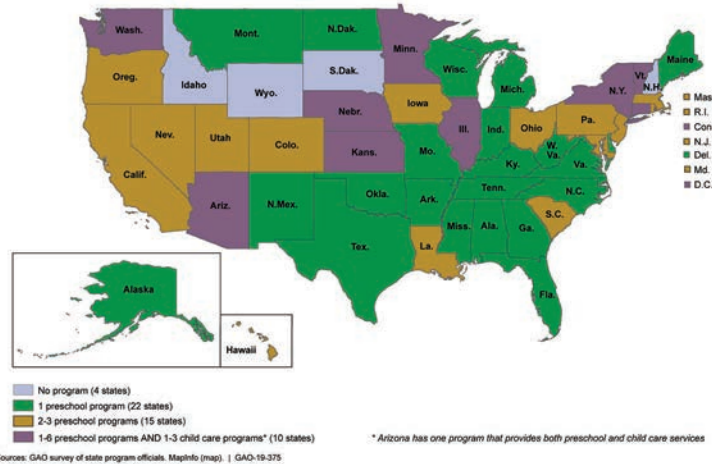 Wash.
Mont.
N.Dak.
Minn.
Vt.
Maine
Oreg.
Idaho
S.Dak.
Wisc.
Mich.
N.Y.
N.H.
Wyo.
Iowa
Nebr.
Pa.
Mas
R.I.
Con
N.J.
Del.
Md.
D.C.
Nev.
Utah
Colo.
Ill.
Ind.
Ohio
Calif.
Kans.
Mo.
W.
Va.
Va.
Ky.
Ariz.
N.Mex.
Okla.
Ark.
Tenn.
N.C.
S.C.
Tex.
La.
Miss.
Ala.
Ga.
Fla.
Alaska
Hawaii
No program (4 states)
1 preschool program (22 states)
2-3 preschool programs (15 states)
1-6 preschool programs AND 1-3 child care programs* (10 states)
* Arizona has one program that provides both preschool and child care services
ources: GAO survey of state program officials. MapInfo (map). | GAO-19-375